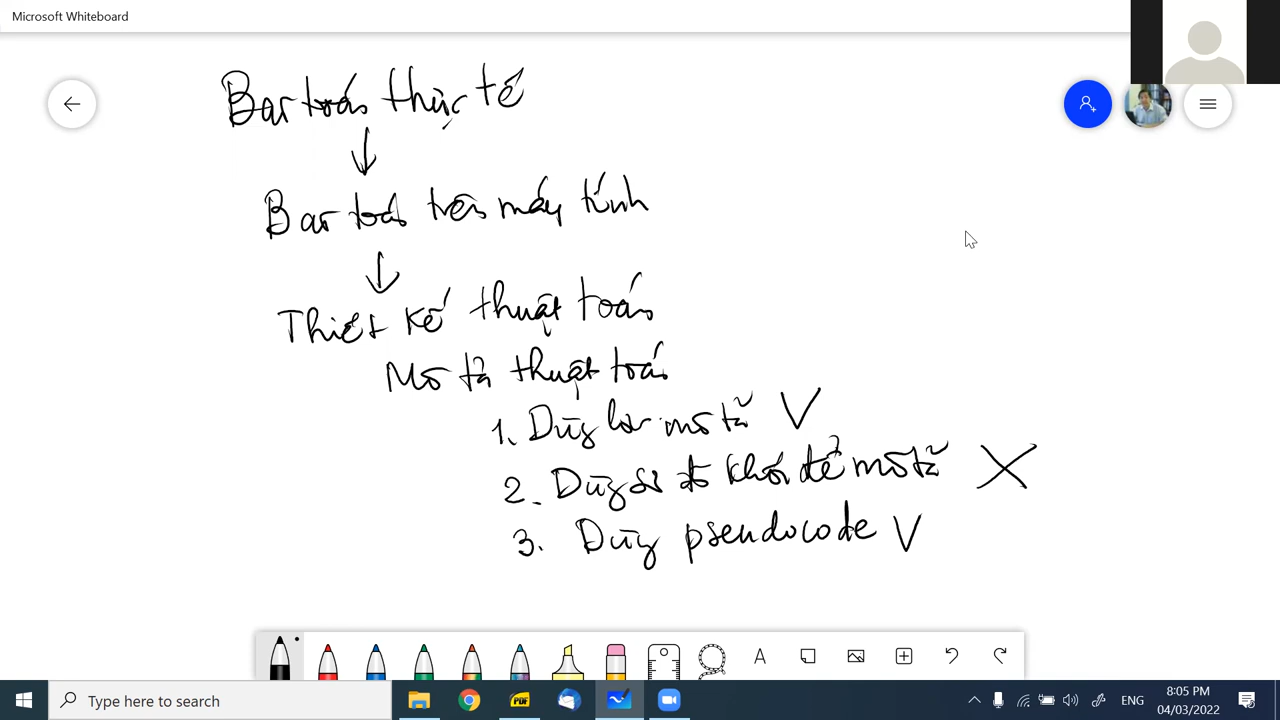 Microsoft Whiteboard
Bài toán thực tế
Bài toán trên máy tính
Thiết kế thuật toán
Mô tả thuật toán
1. Dùng lời mô tả V
2. Dùng sơ đồ khối để mô tả X
3. Dùng pseudocode V
A
PDF
Type here to search
ENG
8:05 PM
04/03/2022